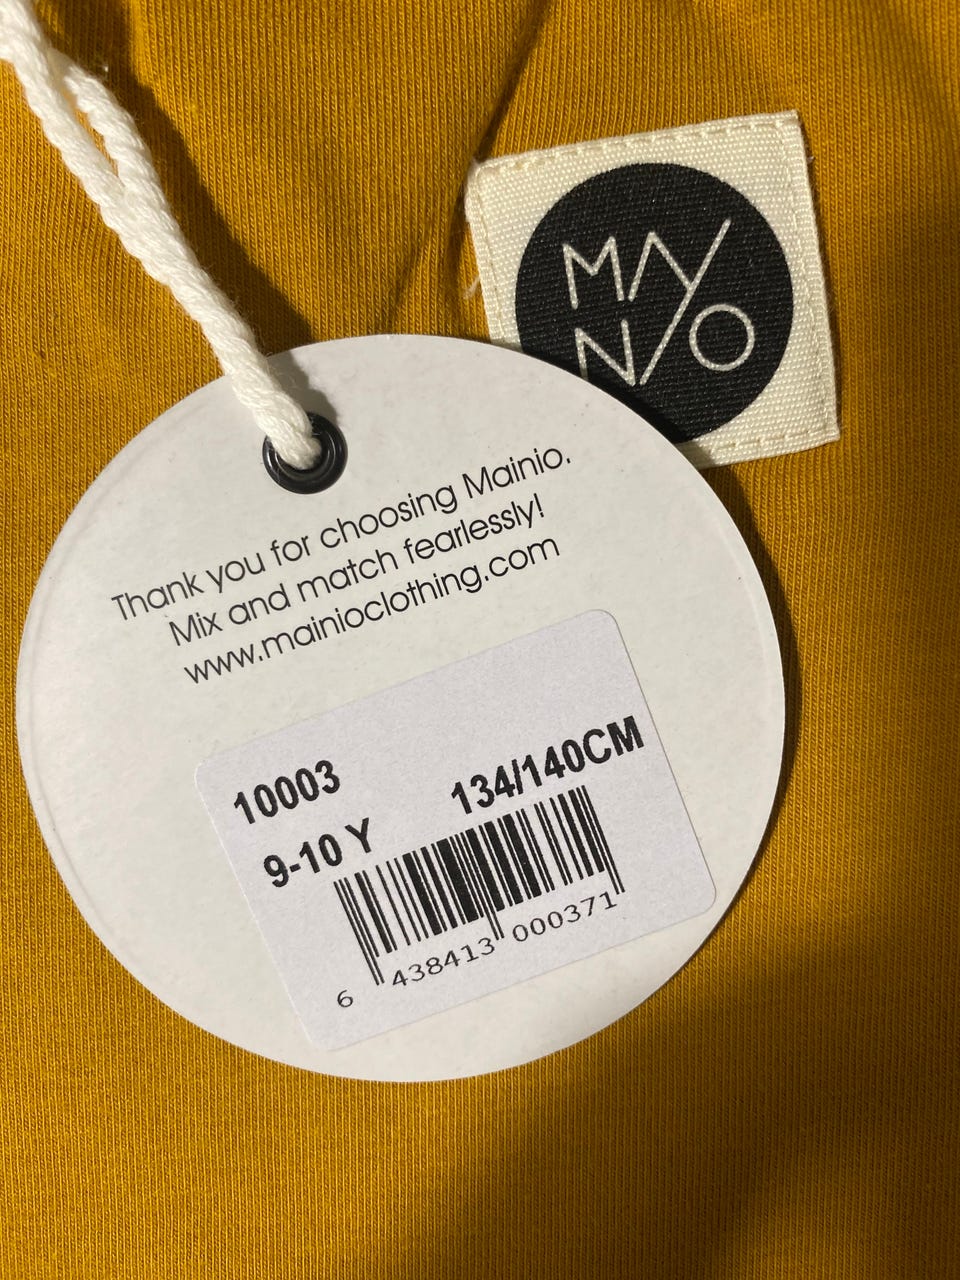 MA/
N/O
Thank you for choosing Mainio.
Mix and match fearlessly!
www.mainioclothing.com
10003 134/140CM
9-10 Y
6 438413 000371